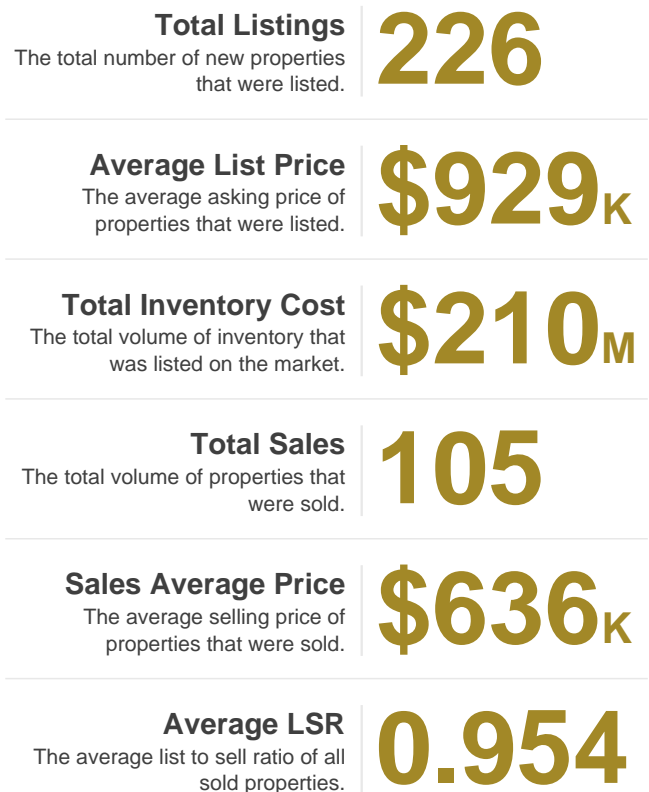 Total Listings
The total number of new properties
that were listed.
226
Average List Price
The average asking price of
properties that were listed.
$929K
Total Inventory Cost
The total volume of inventory that
was listed on the market.
$210M
Total Sales
The total volume of properties that
were sold.
105
Sales Average Price
The average selling price of
properties that were sold.
$636K
Average LSR
The average list to sell ratio of all
sold properties.
0.954